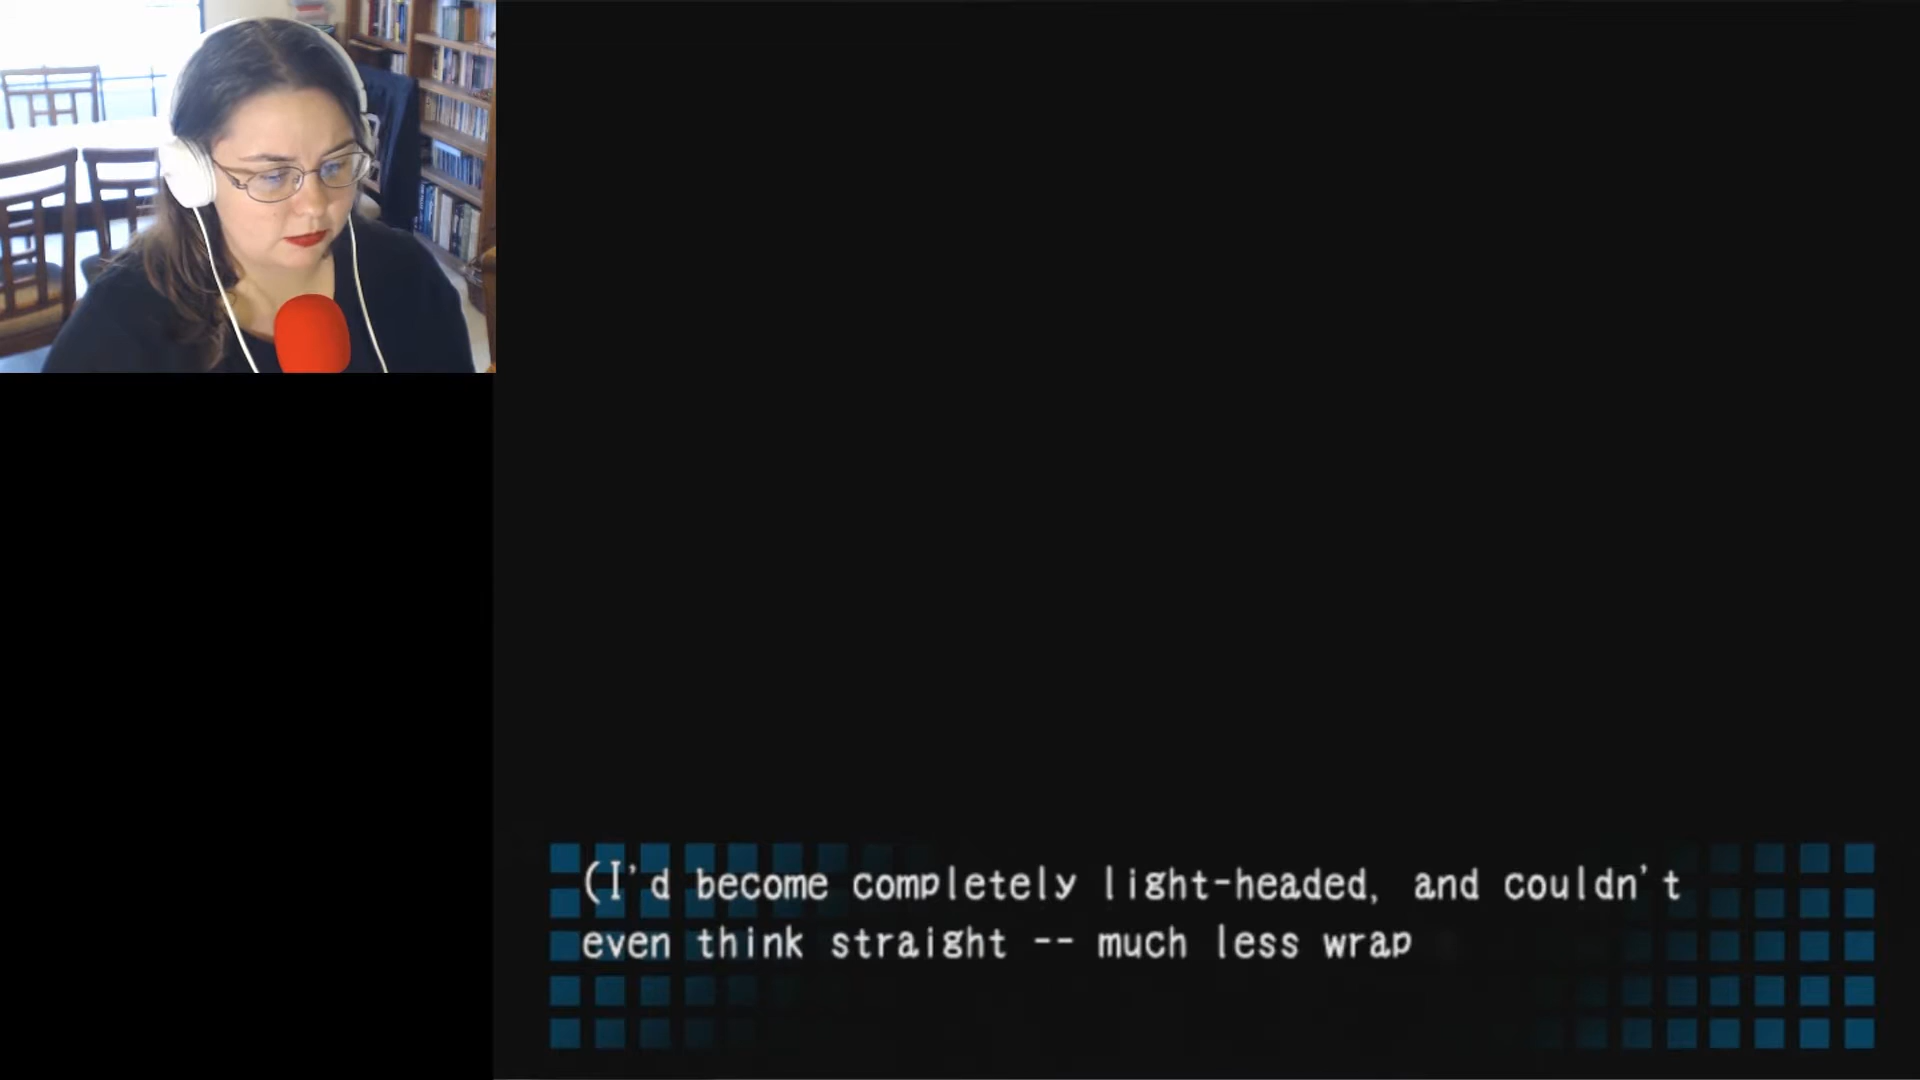 (I'd become completely light-headed, and couldn't
even think straight -- much less wrap